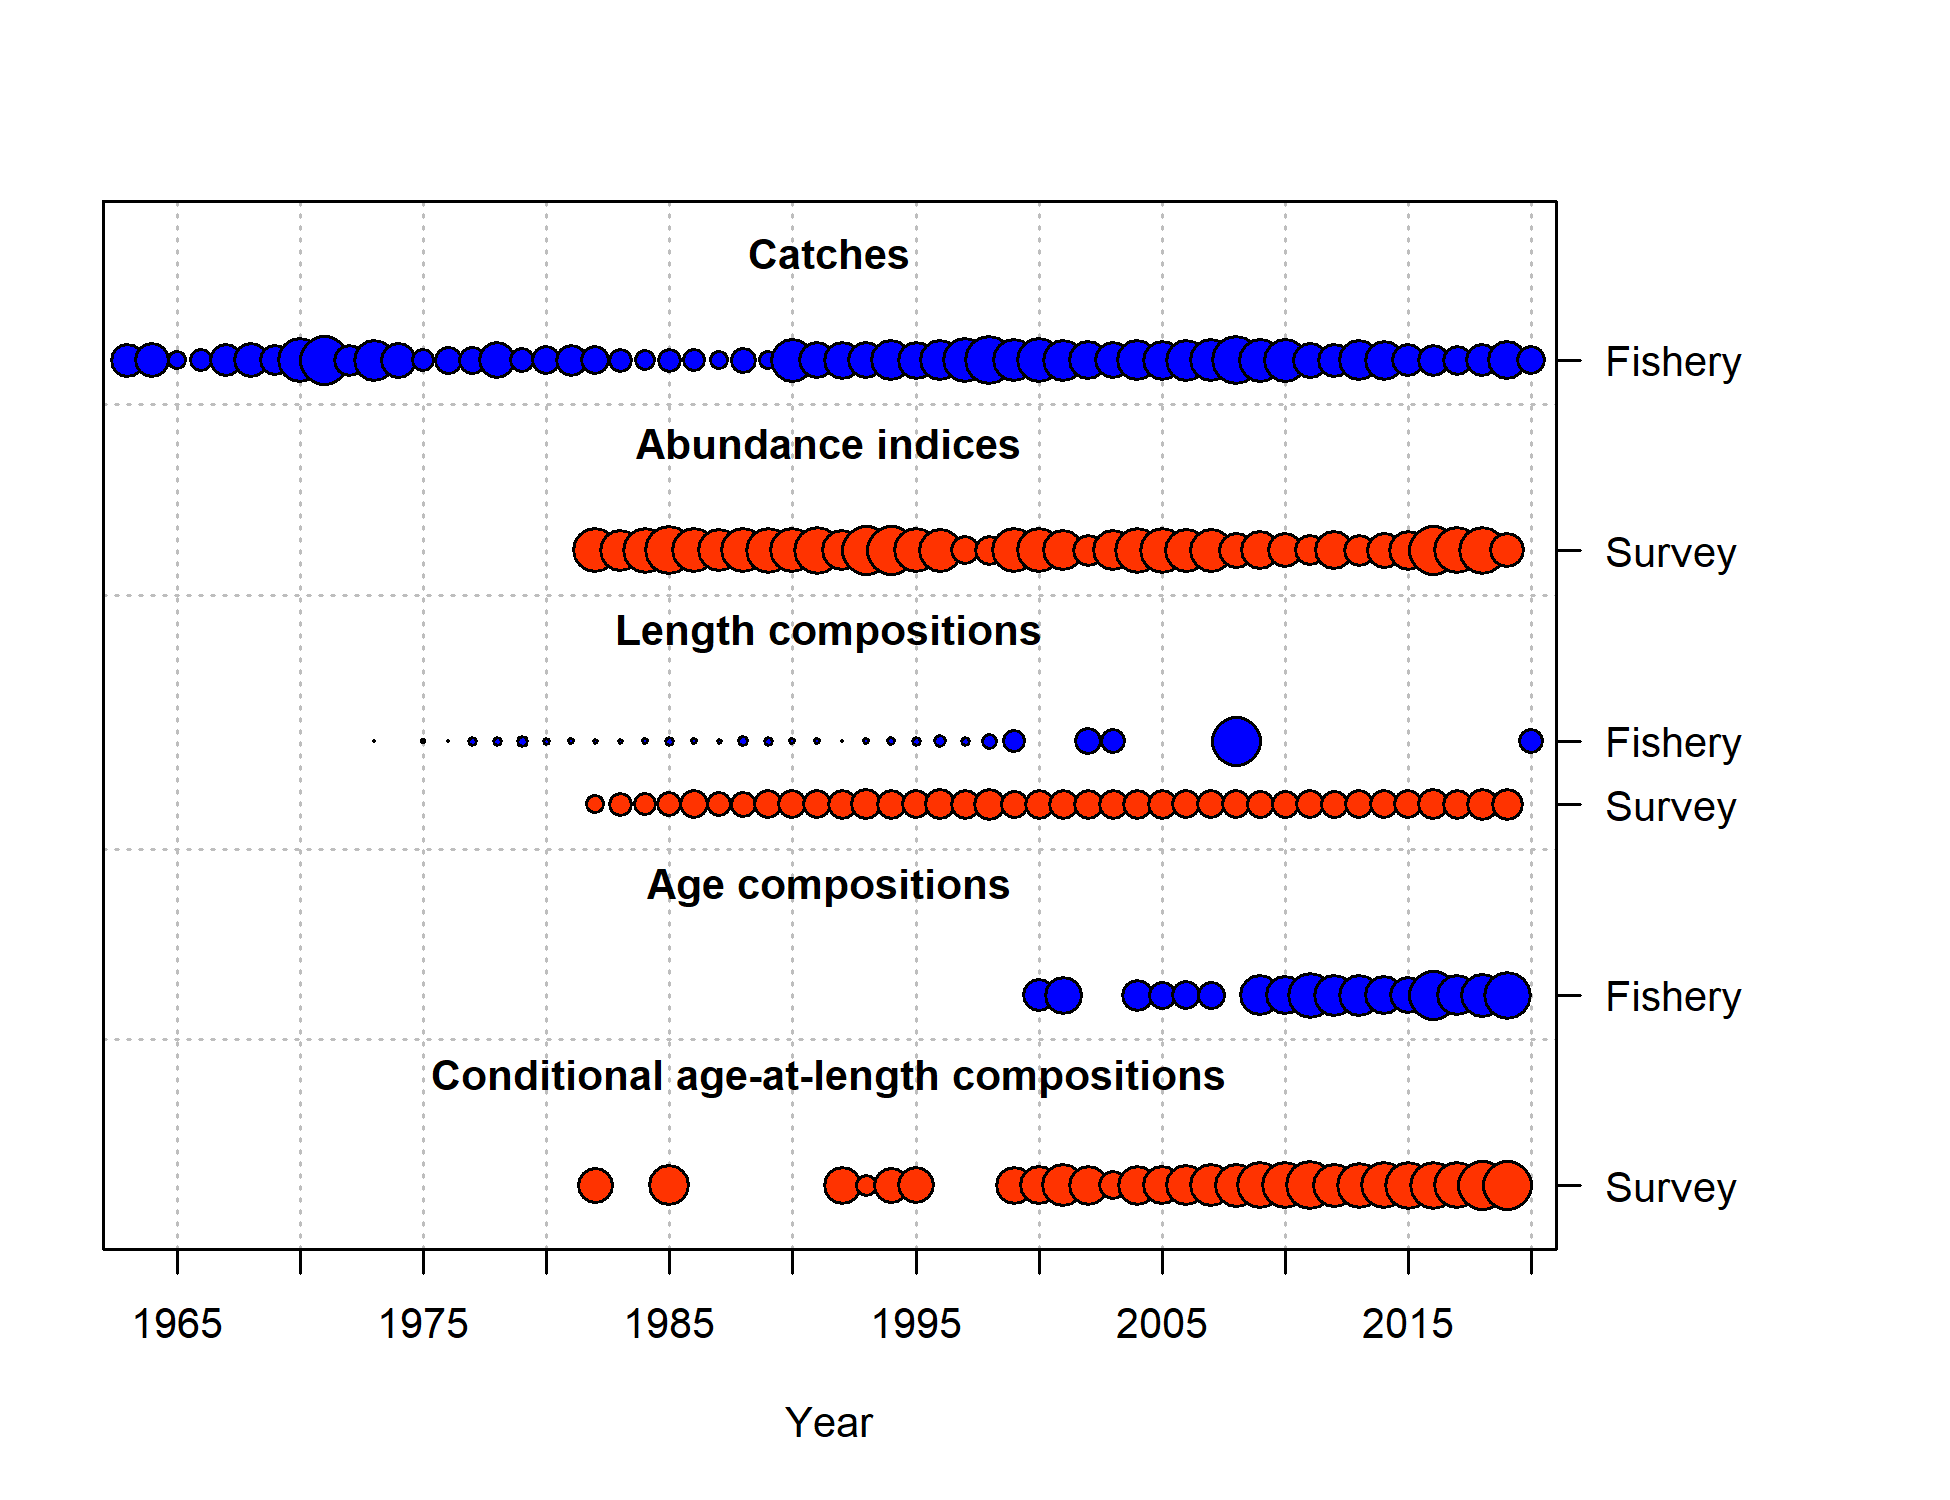 Catches
Fishery
Abundance indices
Survey
Length compositions
Fishery
Survey
Age compositions
Fishery
Conditional age-at-length compositions
Survey
1965 1975 1985 1995 2005 2015
Year